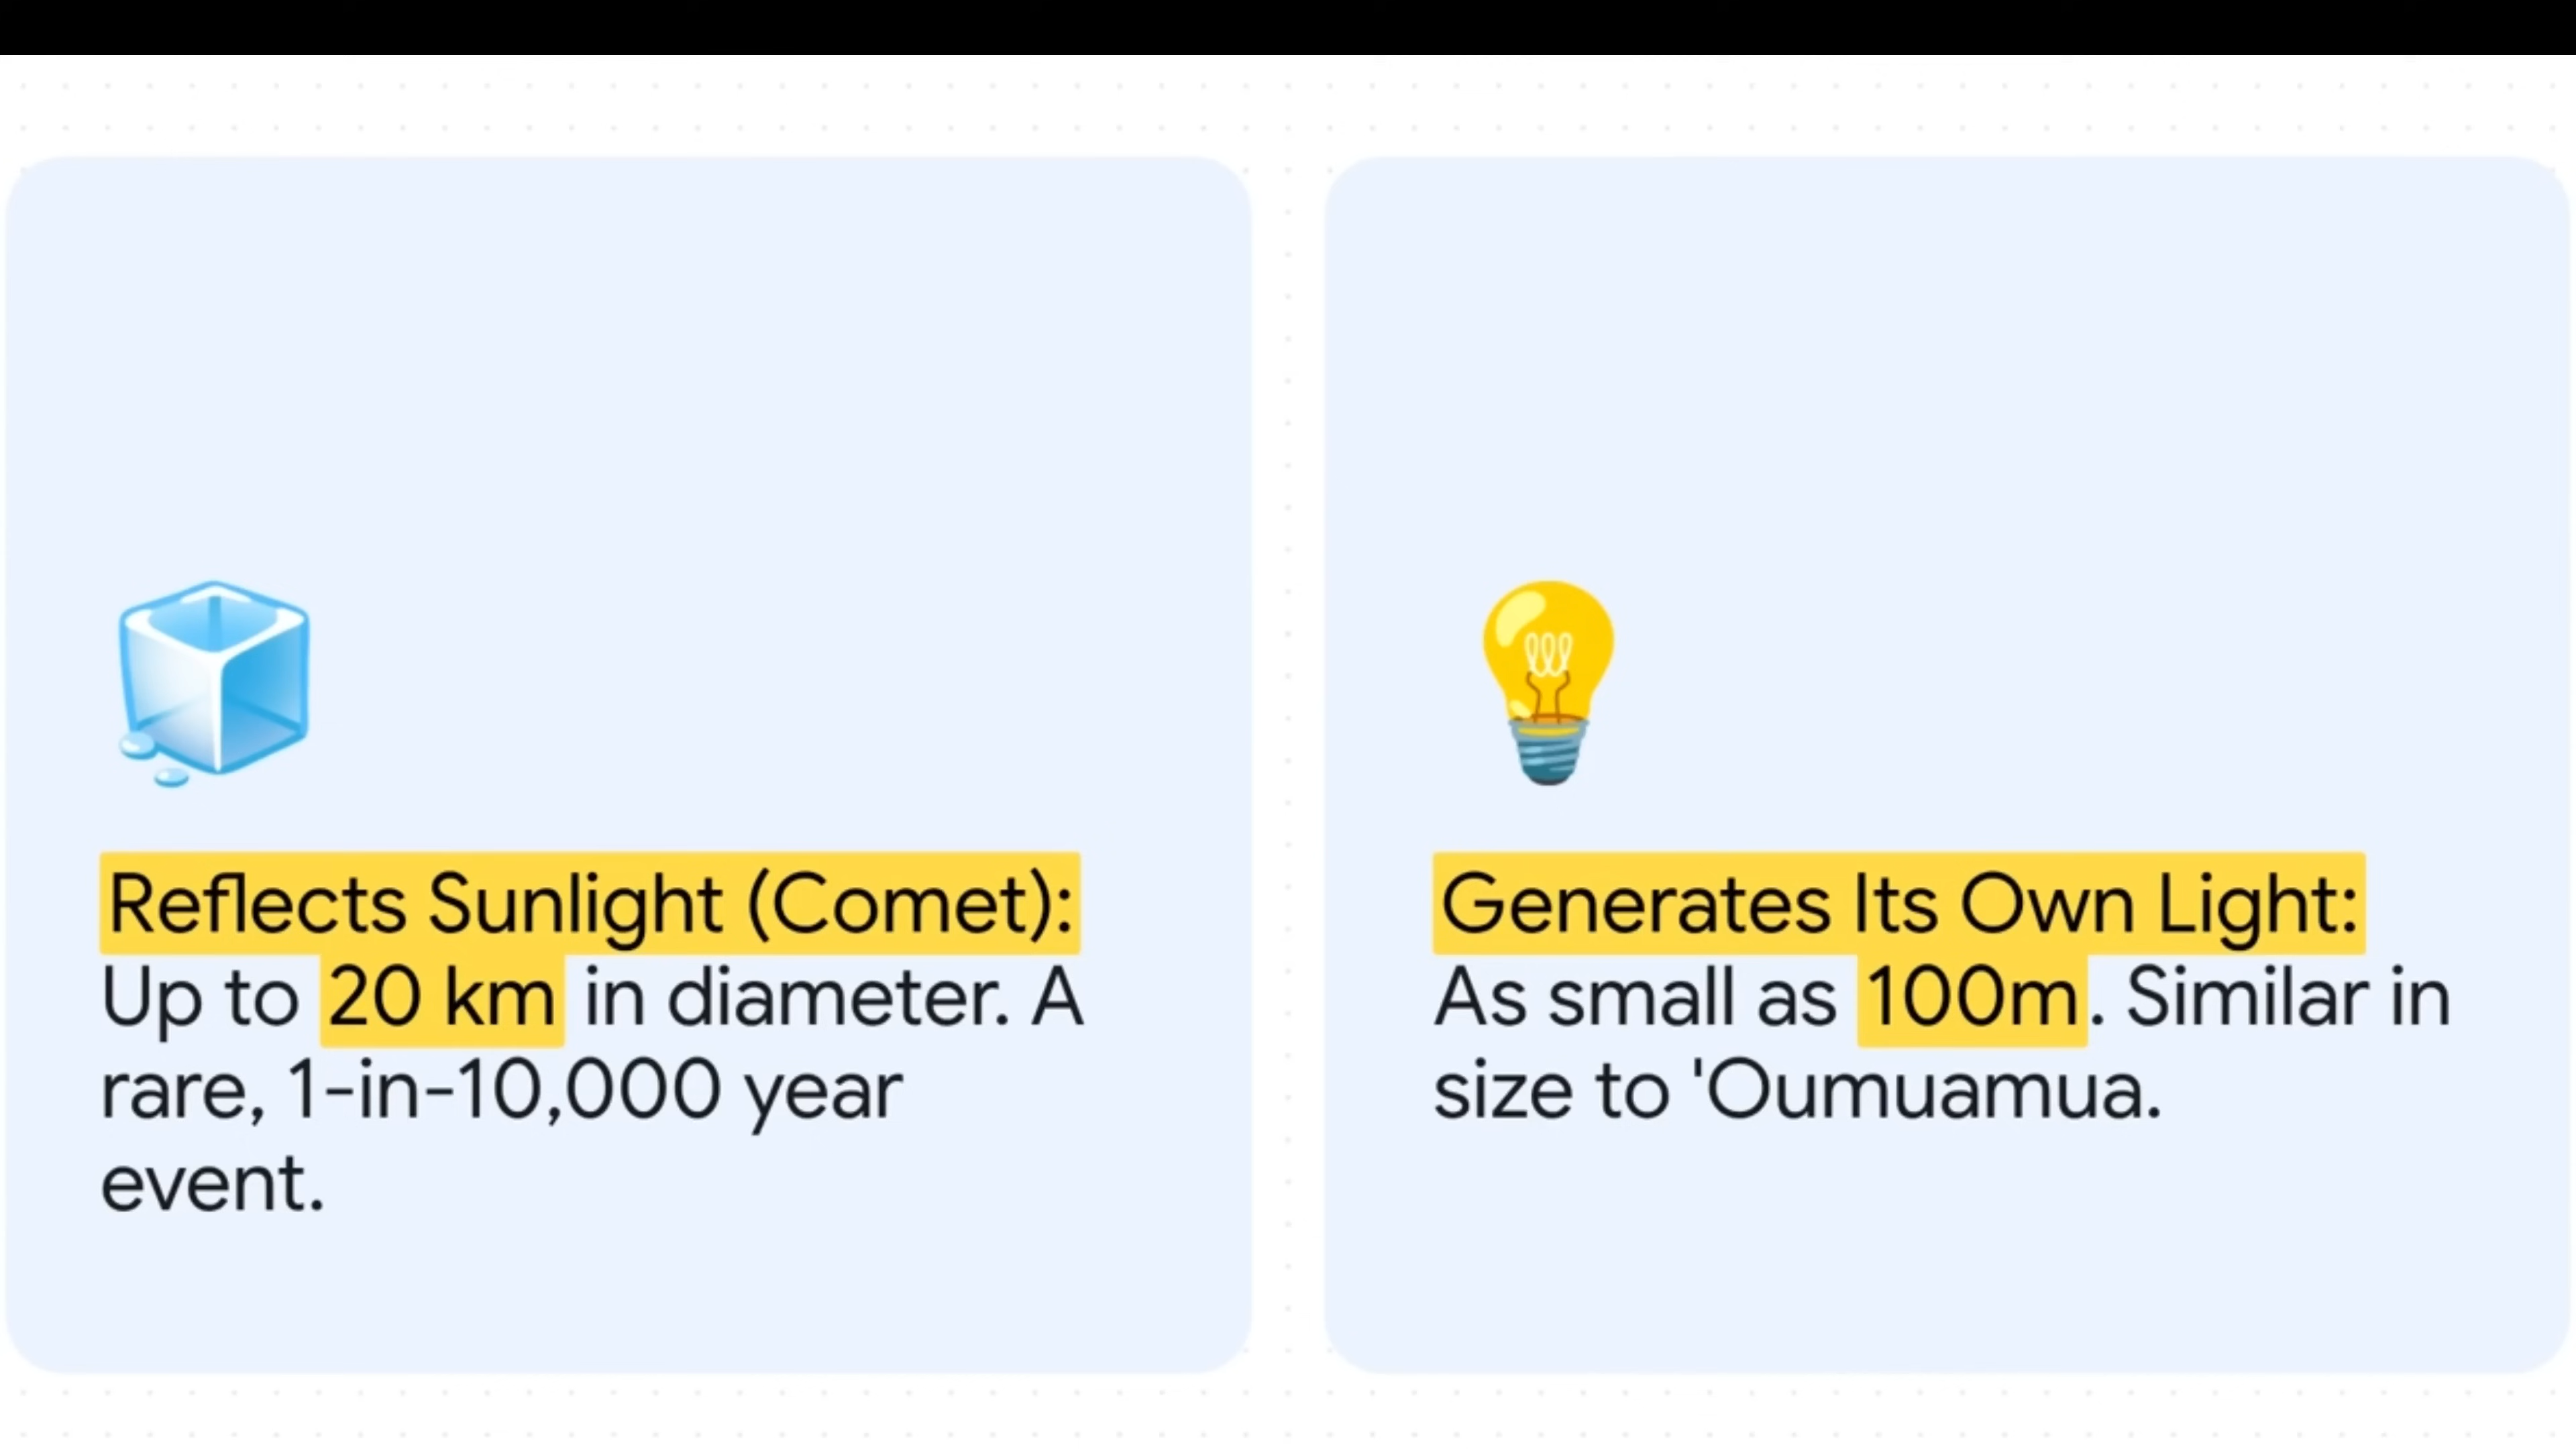 Reflects Sunlight (Comet):
Up to 20 km in diameter. A
rare, 1-in-10,000 year
event.
Generates Its Own Light:
As small as 100m. Similar in
size to 'Oumuamua.